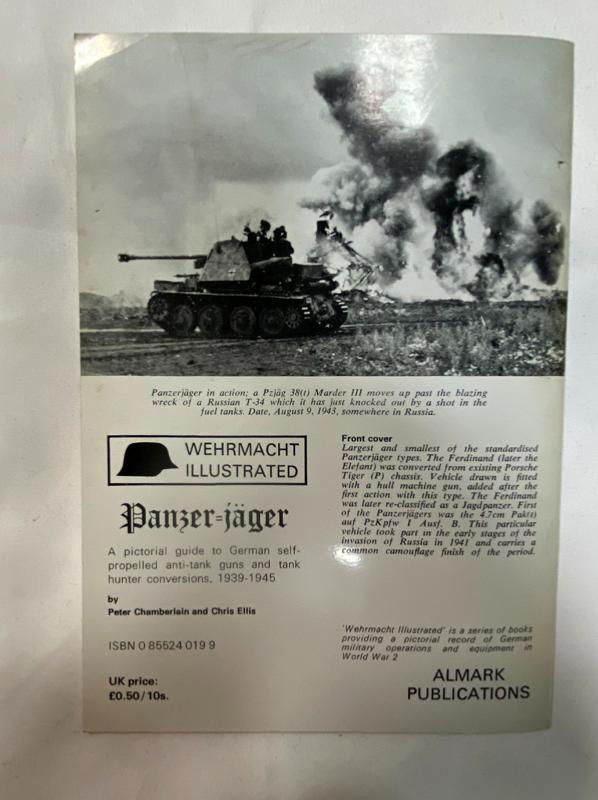 Panzerjäger in action; a Pzjäg 38(t) Marder III moves up past the blazing
wreck of a Russian T-34 which it has just knocked out by a shot in the
fuel tanks. Date, August 9, 1943, somewhere in Russia.
WEHRMACHT
ILLUSTRATED
Panzer-jäger
A pictorial guide to German self-
propelled anti-tank guns and tank
hunter conversions, 1939-1945
by
Peter Chamberlain and Chris Ellis
ISBN 0 85524 019 9
UK price:
£0.50/10s.
Front cover
Largest and smallest of the standardised
Panzerjäger types. The Ferdinand (later the
Elefant) was converted from existing Porsche
Tiger (P) chassis. Vehicle drawn is fitted
with a hull machine gun, added after the
first action with this type. The Ferdinand
was later re-classified as a Jagdpanzer. First
of the Panzerjägers was the 4.7cm Pak(t)
auf PzKpfw I Ausf. B. This particular
vehicle took part in the early stages of the
invasion of Russia in 1941 and carries a
common camouflage finish of the period.
'Wehrmacht Illustrated' is a series of books
providing a pictorial record of German
military operations and equipment in
World War 2
ALMARK
PUBLICATIONS